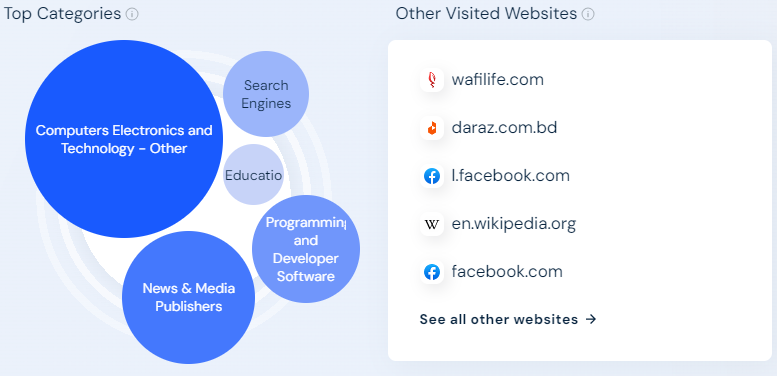 Top Categories
Computers Electronics and
Technology - Other
Search
Engines
Educatio
Programming
and
Developer
Software
News & Media
Publishers
Other Visited Websites
wafilife.com
daraz.com.bd
l.facebook.com
W en.wikipedia.org
facebook.com
See all other websites →